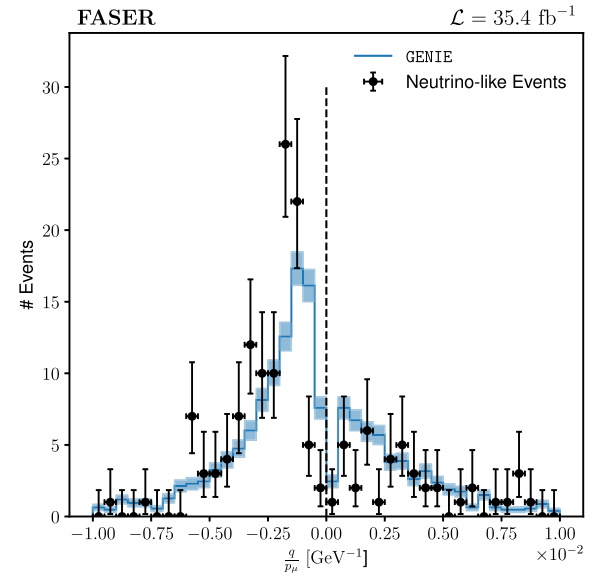 FASER
ℒ = 35.4 fb⁻¹
GENIE
Neutrino-like Events
# Events
30
25
20
15
10
5
0
−1.00 −0.75 −0.50 −0.25 0.00 0.25 0.50 0.75 1.00
×10⁻²
q/p_μ [GeV⁻¹]